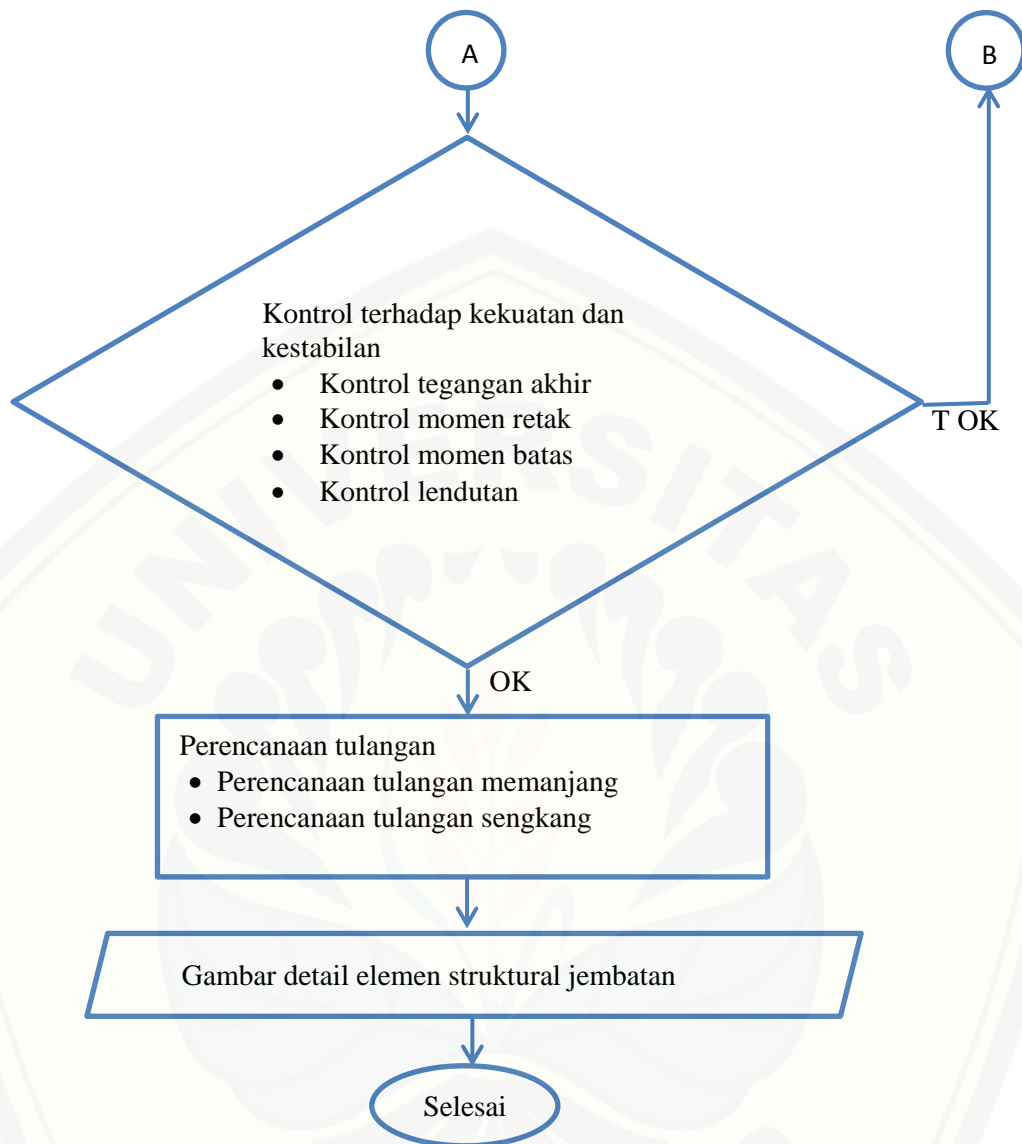 A
B
Kontrol terhadap kekuatan dan
kestabilan
• Kontrol tegangan akhir
• Kontrol momen retak
• Kontrol momen batas
• Kontrol lendutan
T OK
OK
Perencanaan tulangan
• Perencanaan tulangan memanjang
• Perencanaan tulangan sengkang
Gambar detail elemen struktural jembatan
Selesai
UNIVERSITAS